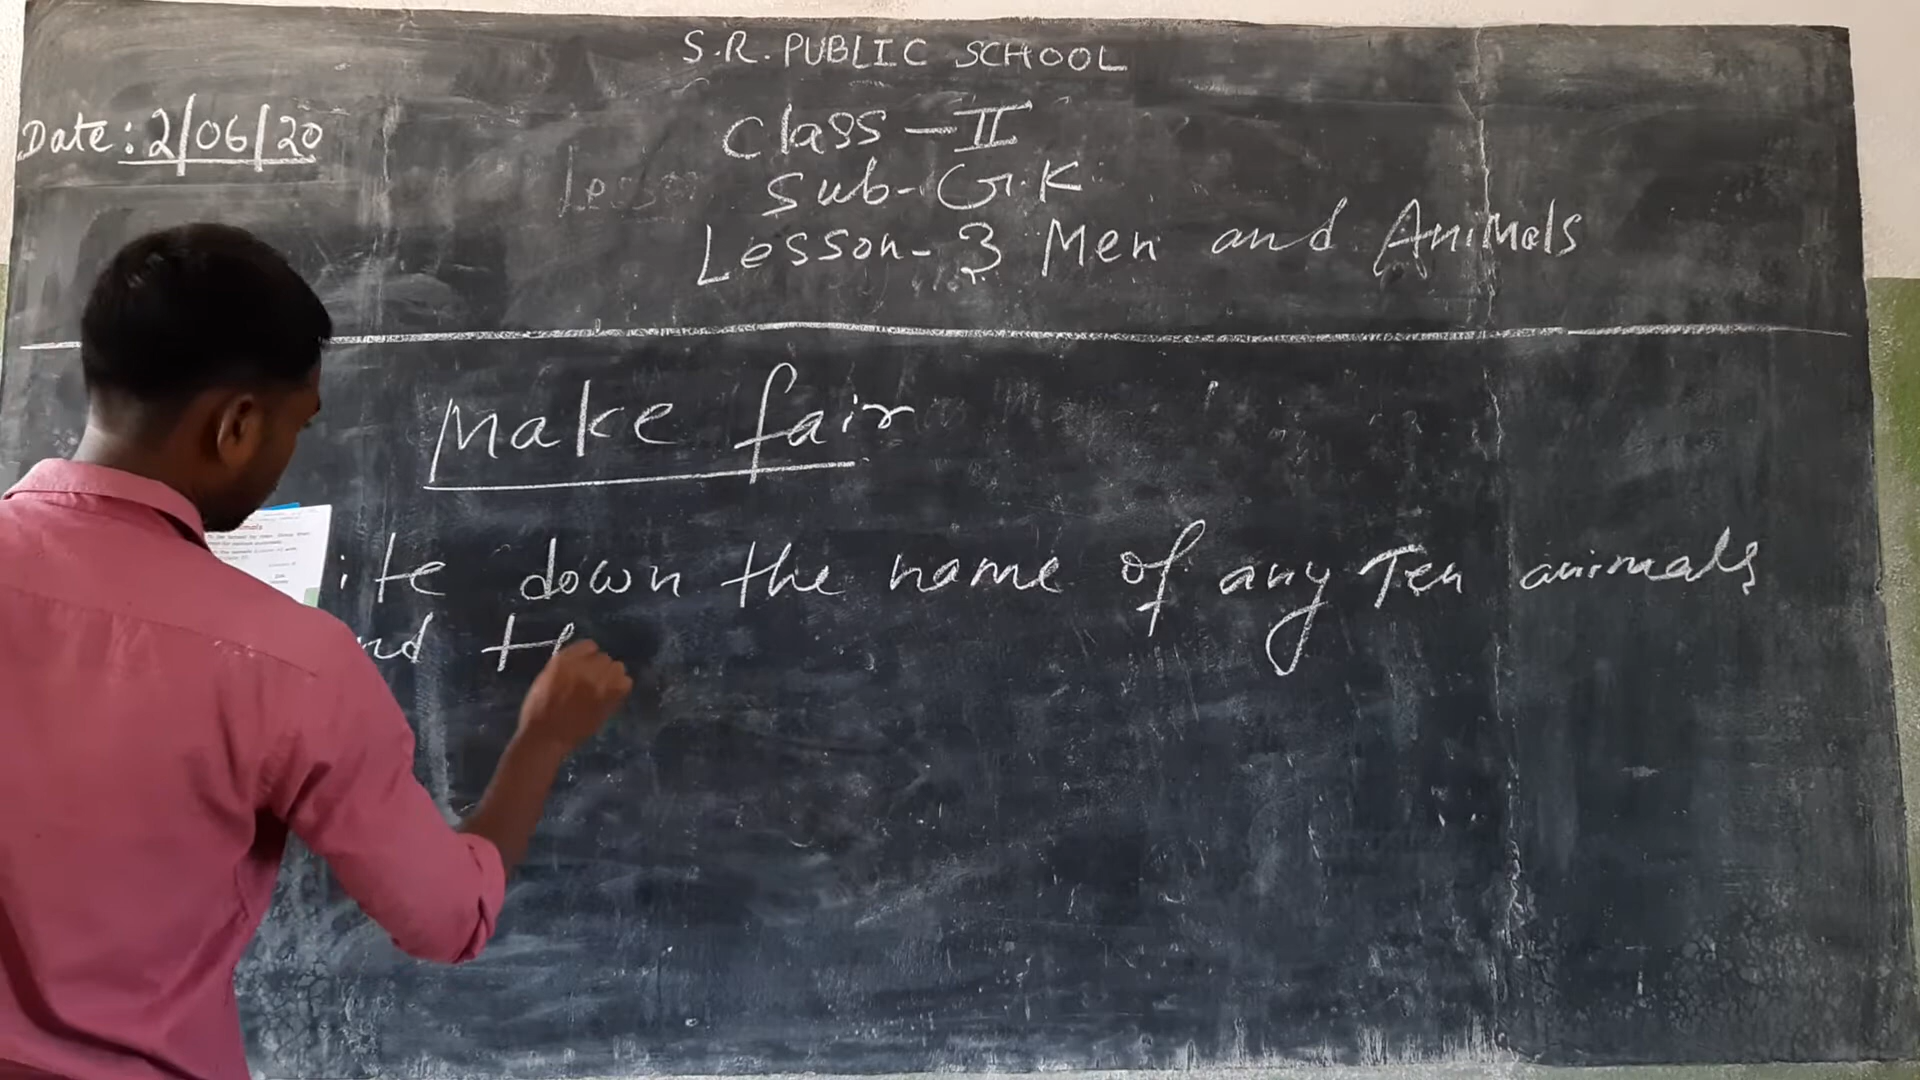 S.R. PUBLIC SCHOOL
Date: 2/06/20
Class - II
Sub - G.K
Lesson - 3 Men and Animals
Make fair
ite down the name of any Ten animals
nd th